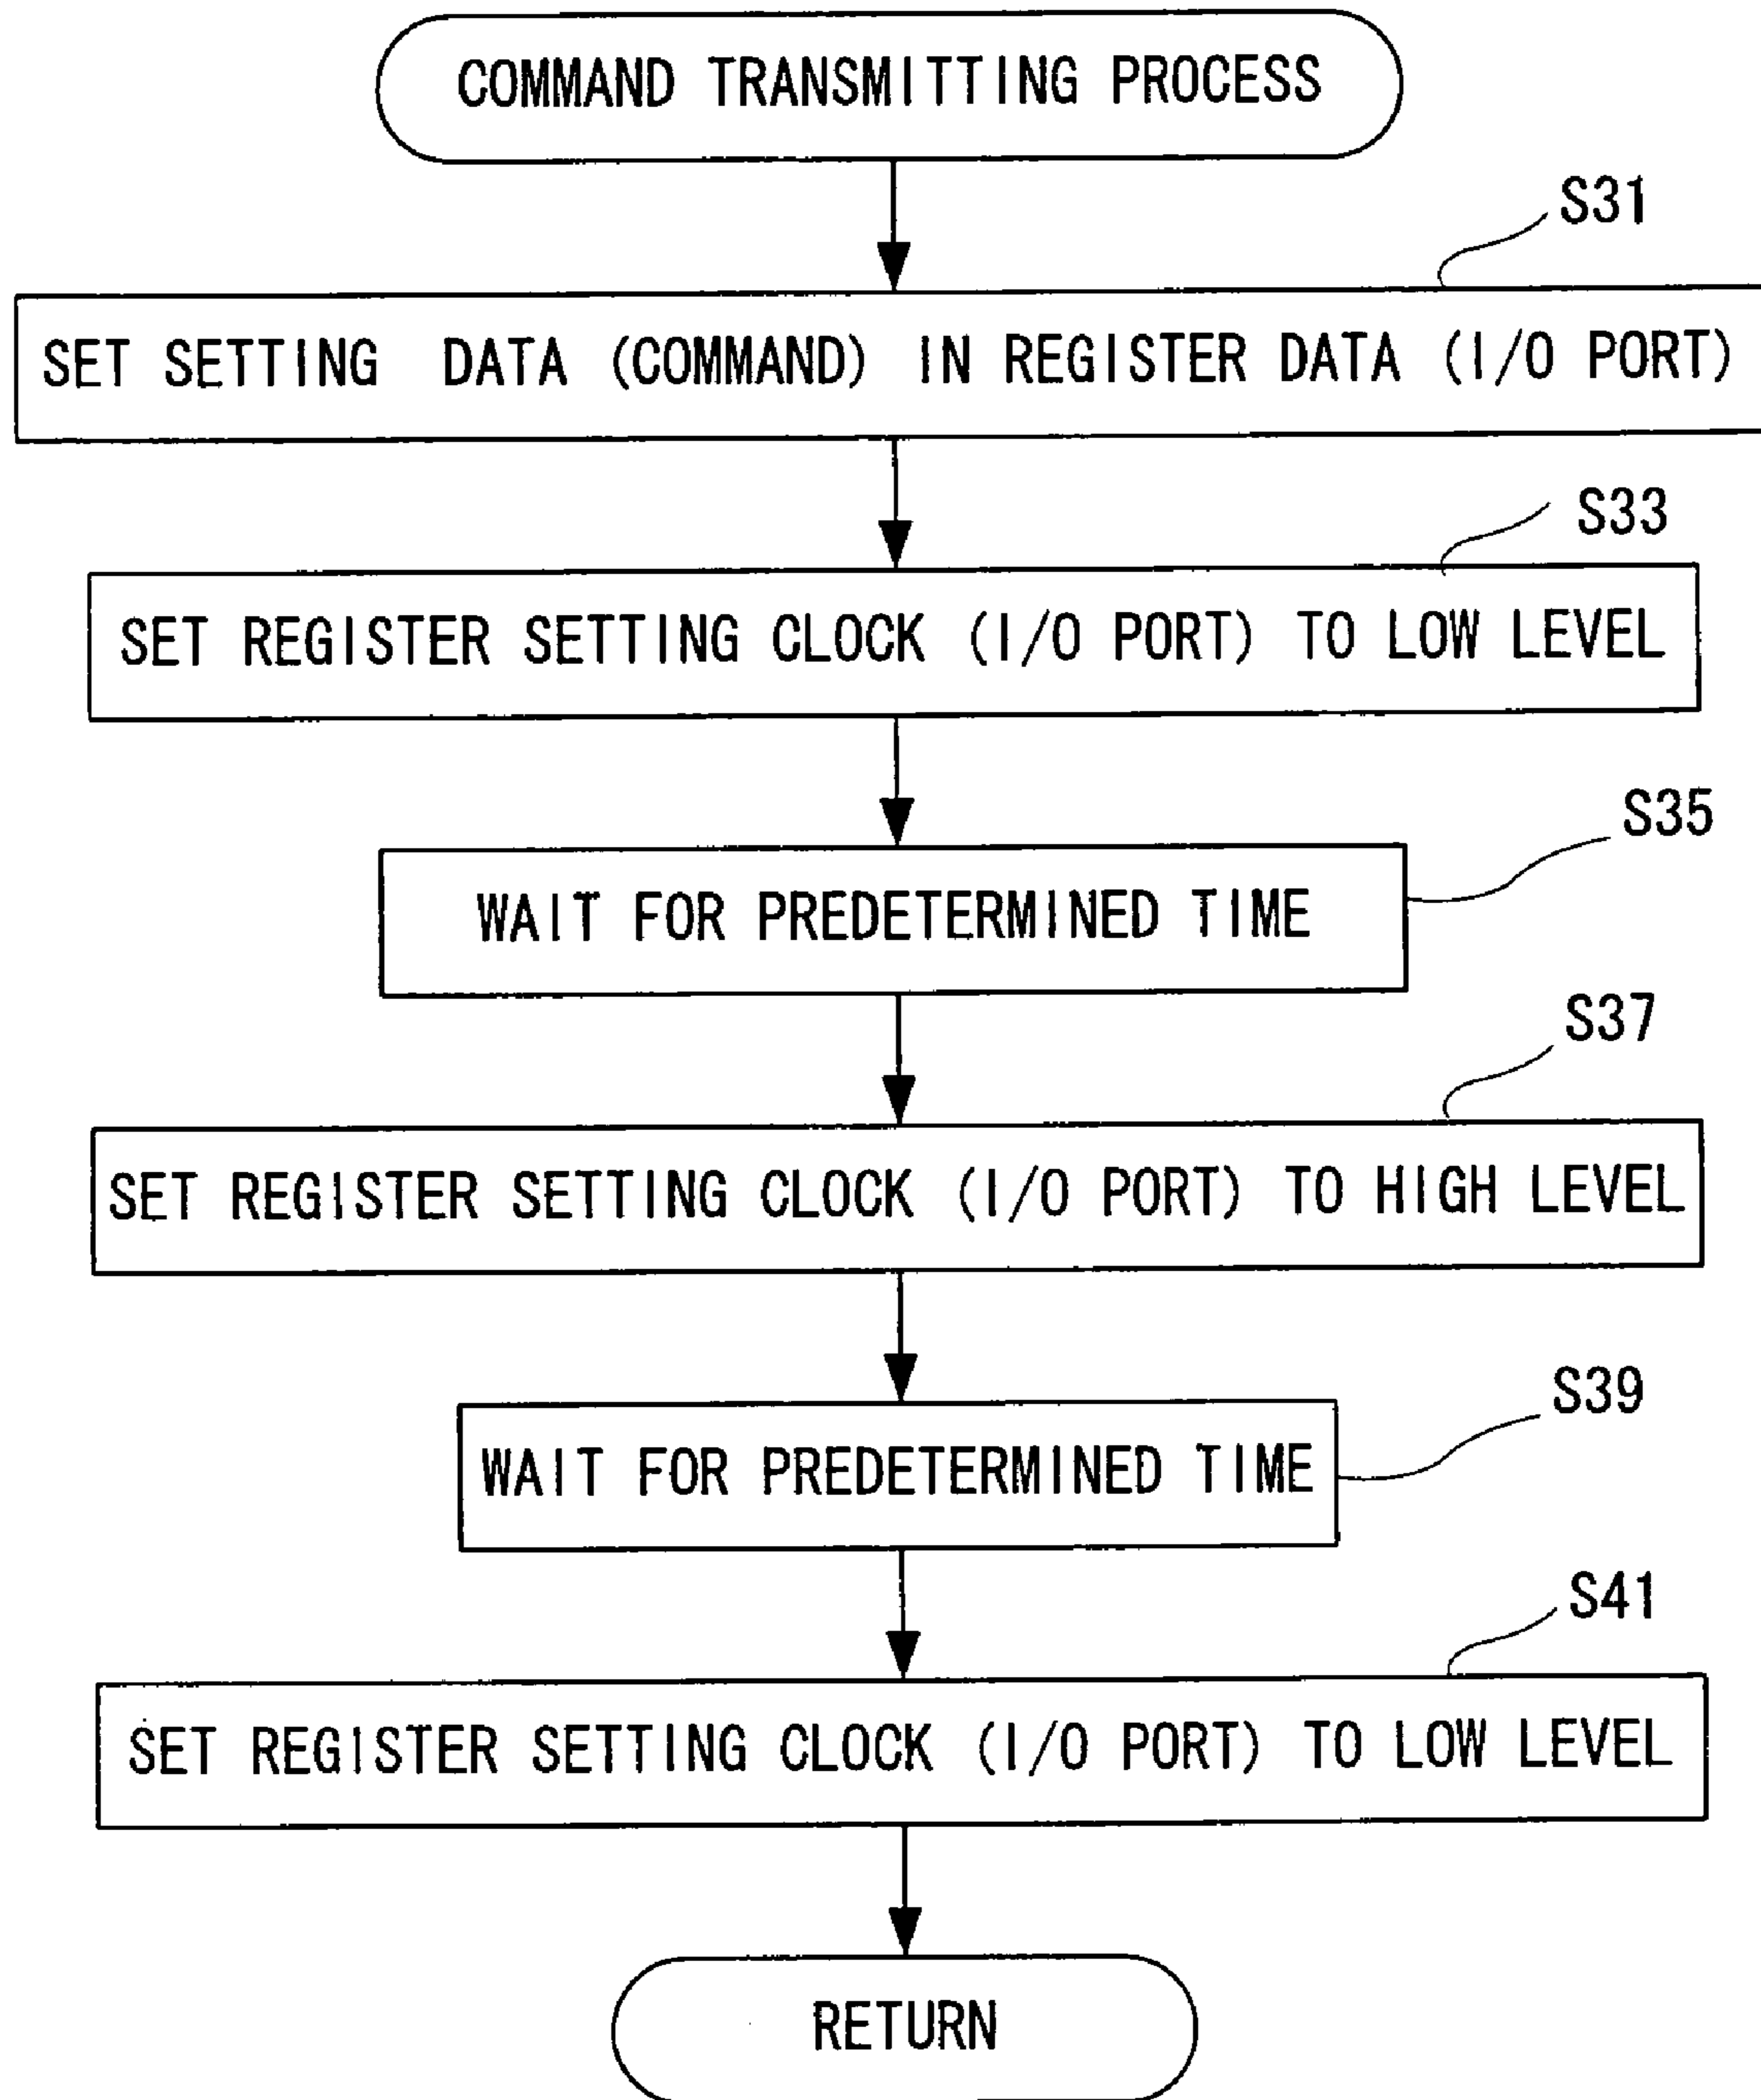 COMMAND TRANSMITTING PROCESS
S31
SET SETTING DATA (COMMAND) IN REGISTER DATA (I/O PORT)
S33
SET REGISTER SETTING CLOCK (I/O PORT) TO LOW LEVEL
S35
WAIT FOR PREDETERMINED TIME
S37
SET REGISTER SETTING CLOCK (I/O PORT) TO HIGH LEVEL
S39
WAIT FOR PREDETERMINED TIME
S41
SET REGISTER SETTING CLOCK (I/O PORT) TO LOW LEVEL
RETURN